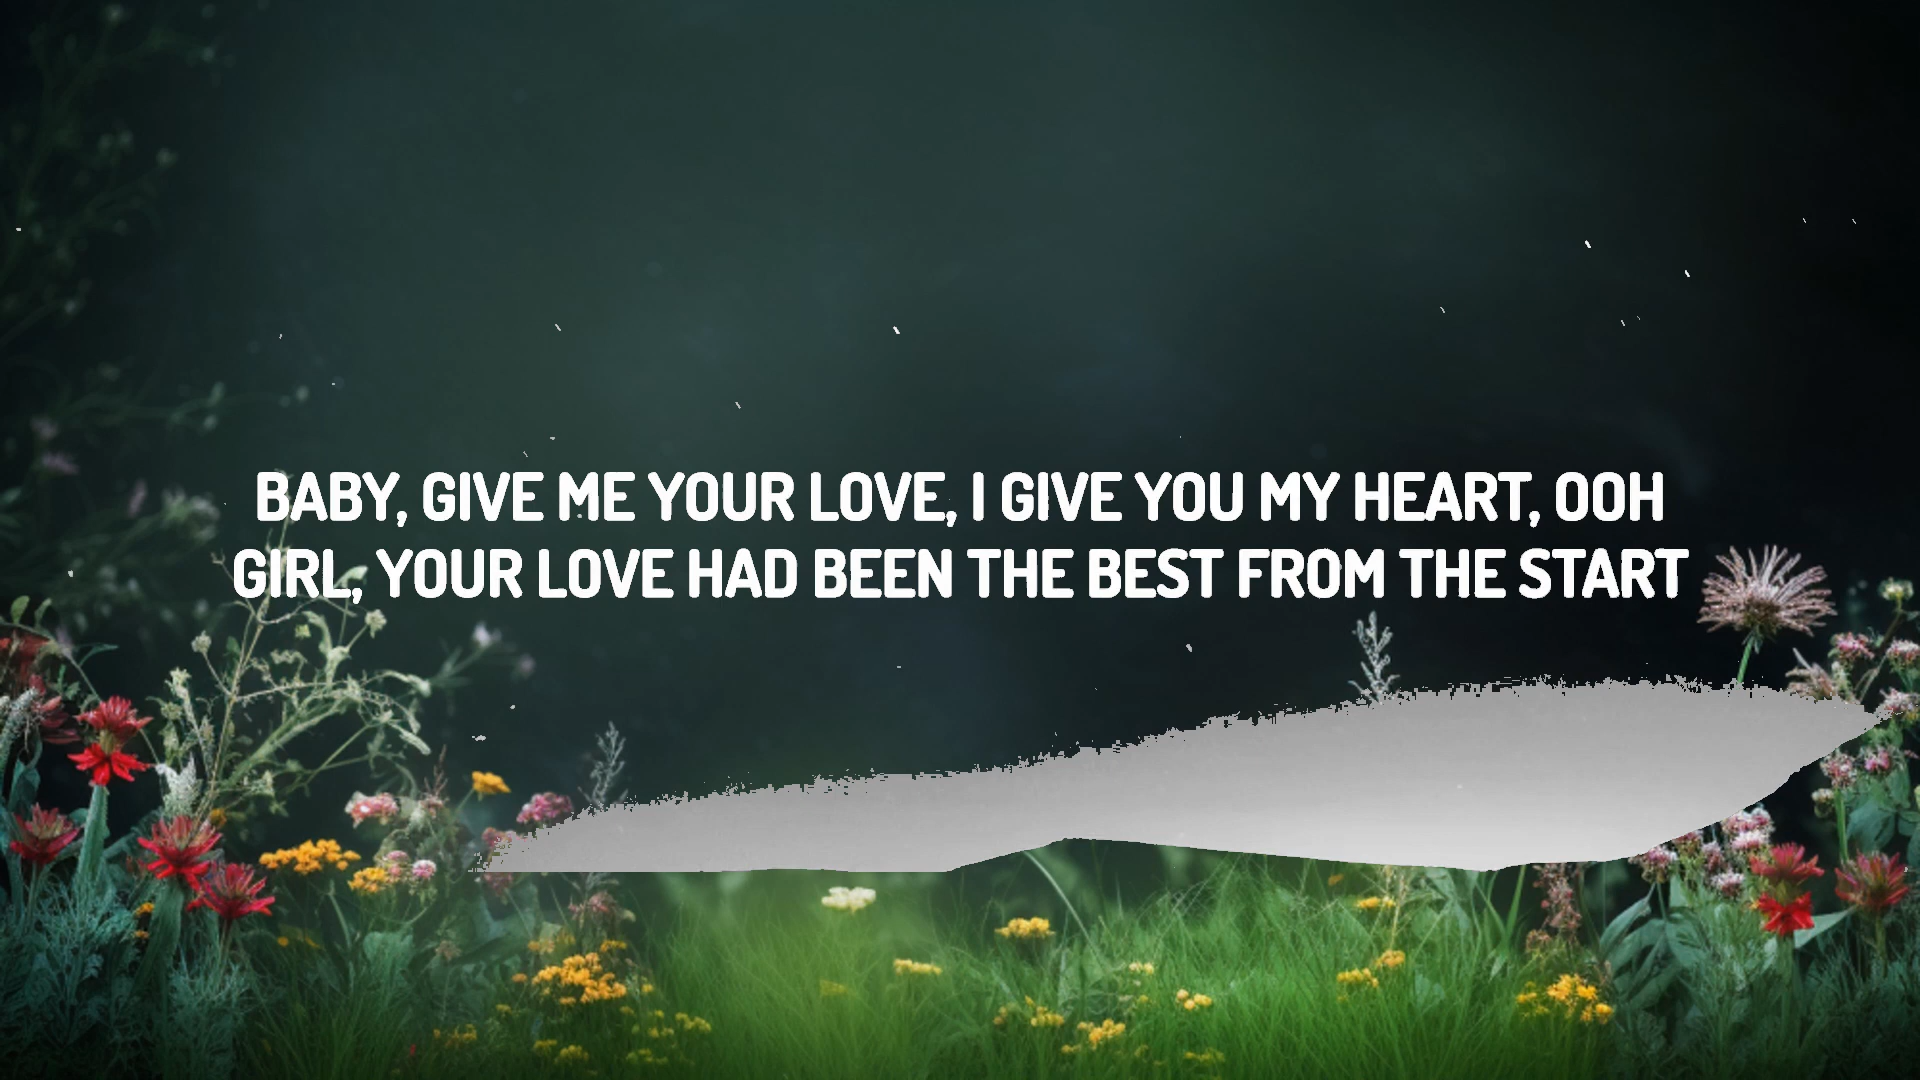 BABY, GIVE ME YOUR LOVE, I GIVE YOU MY HEART, OOH
GIRL, YOUR LOVE HAD BEEN THE BEST FROM THE START